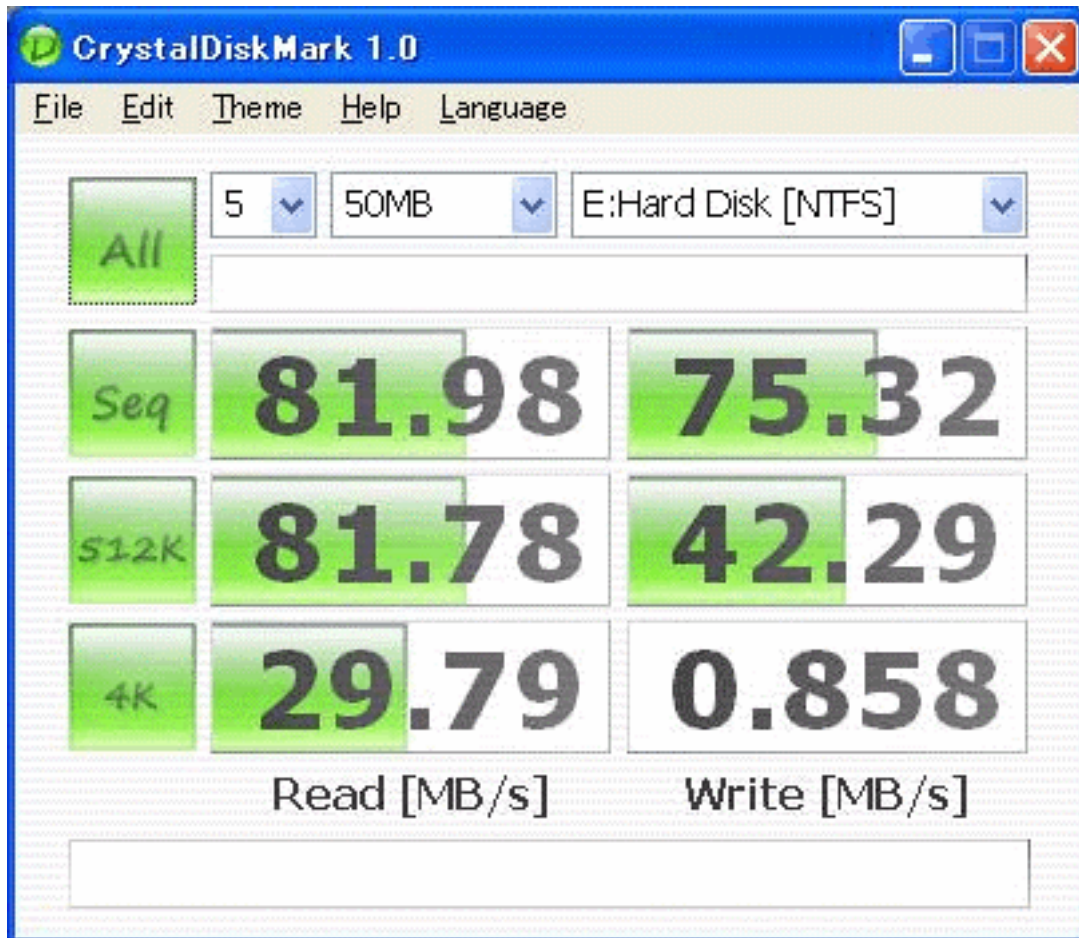 CrystalDiskMark 1.0
File Edit Theme Help Language
All 5 50MB E:Hard Disk [NTFS]
Seq 81.98 75.32
512K 81.78 42.29
4K 29.79 0.858
Read [MB/s] Write [MB/s]